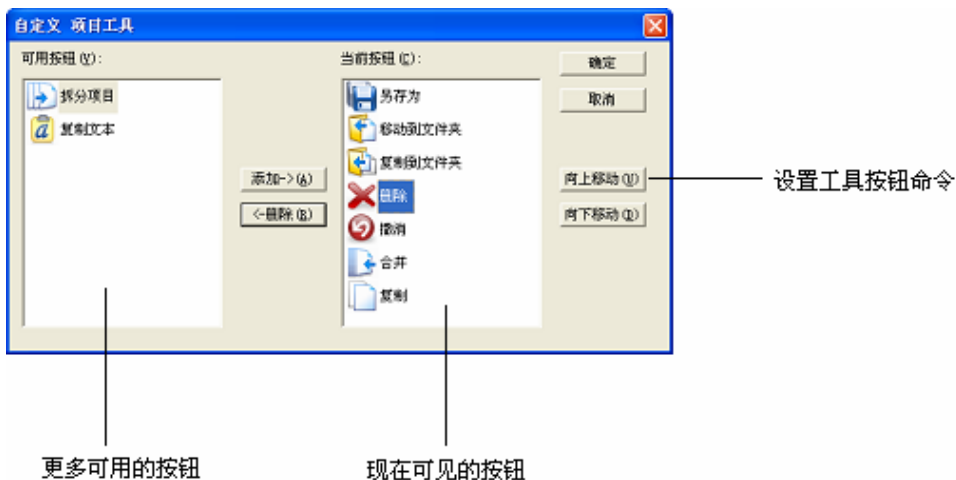 自定义 项目工具
可用按钮(V):
拆分项目
复制文本
添加->(A)
<-删除(R)
当前按钮(C):
另存为
移动到文件夹
复制到文件夹
删除
撤消
合并
复制
确定
取消
向上移动(U)
向下移动(D)
设置工具按钮命令
更多可用的按钮
现在可见的按钮